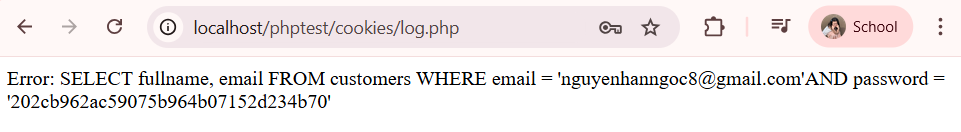 localhost/phptest/cookies/log.php
School
Error: SELECT fullname, email FROM customers WHERE email = 'nguyenhanngoc8@gmail.com'AND password =
'202cb962ac59075b964b07152d234b70'